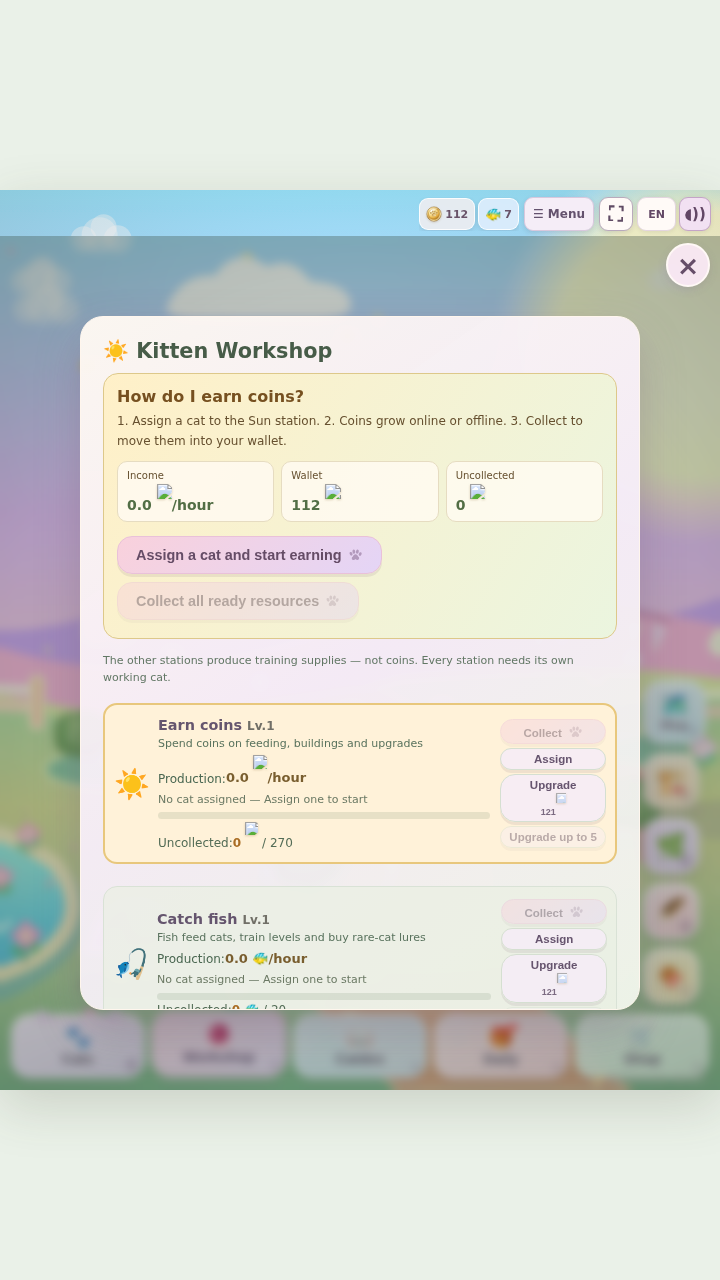 112
7
☰ Menu
EN
Kitten Workshop
How do I earn coins?
1. Assign a cat to the Sun station. 2. Coins grow online or offline. 3. Collect to
move them into your wallet.
Income
0.0 /hour
Wallet
112
Uncollected
0
Assign a cat and start earning
Collect all ready resources
The other stations produce training supplies — not coins. Every station needs its own
working cat.
Earn coins Lv.1
Spend coins on feeding, buildings and upgrades
Production:0.0 /hour
No cat assigned — Assign one to start
Uncollected:0 / 270
Collect
Assign
Upgrade
121
Upgrade up to 5
Catch fish Lv.1
Fish feed cats, train levels and buy rare-cat lures
Production:0.0 /hour
No cat assigned — Assign one to start
Uncollected:0 / 20
Collect
Assign
Upgrade
121